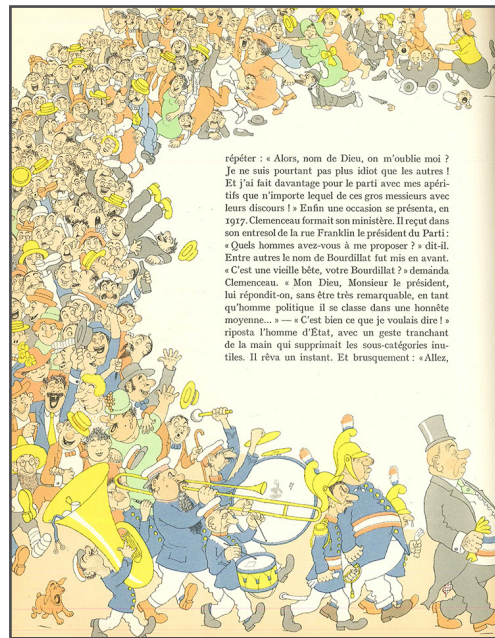 répéter : « Alors, nom de Dieu, on m'oublie moi ?
Je ne suis pourtant pas plus idiot que les autres !
Et j'ai fait davantage pour le parti avec mes apéri-
tifs que n'importe lequel de ces gros messieurs avec
leurs discours ! » Enfin une occasion se présenta, en
1917. Clemenceau formait son ministère. Il reçut dans
son entresol de la rue Franklin le président du Parti :
« Quels hommes avez-vous à me proposer ? » dit-il.
Entre autres le nom de Bourdillat fut mis en avant.
« C'est une vieille bête, votre Bourdillat ? » demanda
Clemenceau. « Mon Dieu, Monsieur le président,
lui répondit-on, sans être très remarquable, en tant
qu'homme politique il se classe dans une honnête
moyenne... » — « C'est bien ce que je voulais dire ! »
riposta l'homme d'État, avec un geste tranchant
de la main qui supprimait les sous-catégories inu-
tiles. Il rêva un instant. Et brusquement : « Allez,